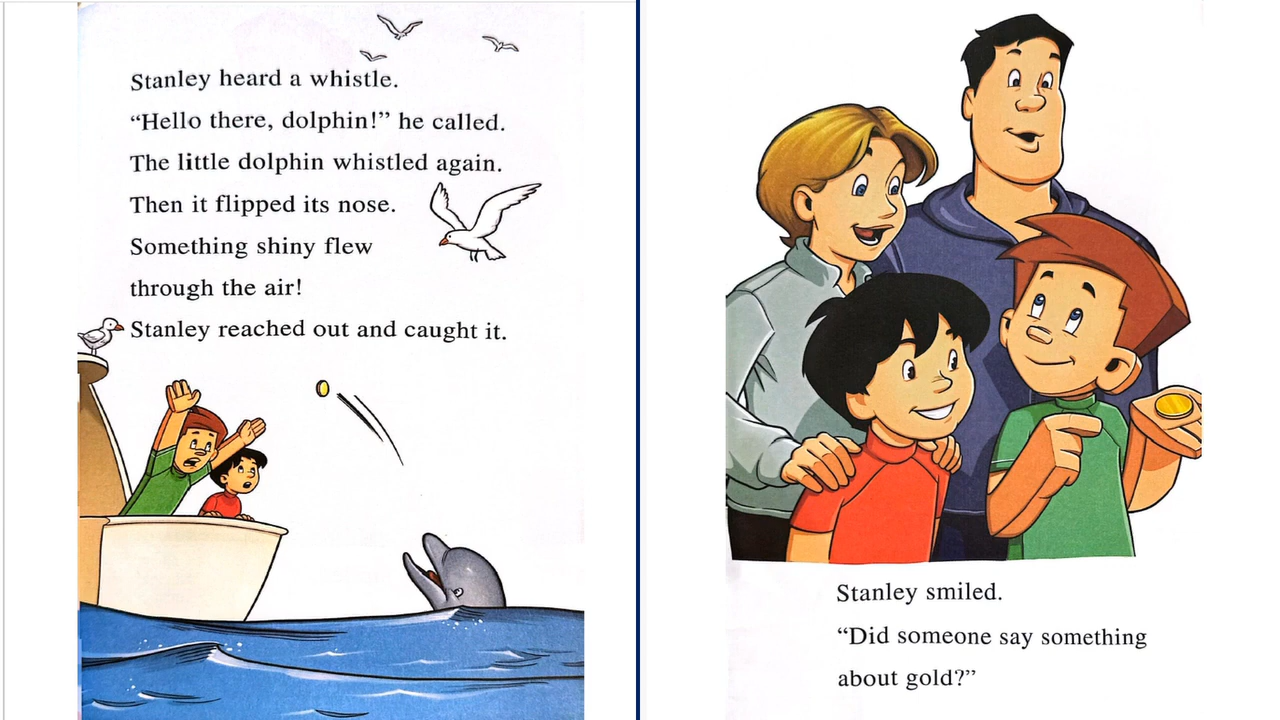 Stanley heard a whistle.
“Hello there, dolphin!” he called.
The little dolphin whistled again.
Then it flipped its nose.
Something shiny flew
through the air!
Stanley reached out and caught it.
Stanley smiled.
“Did someone say something
about gold?”